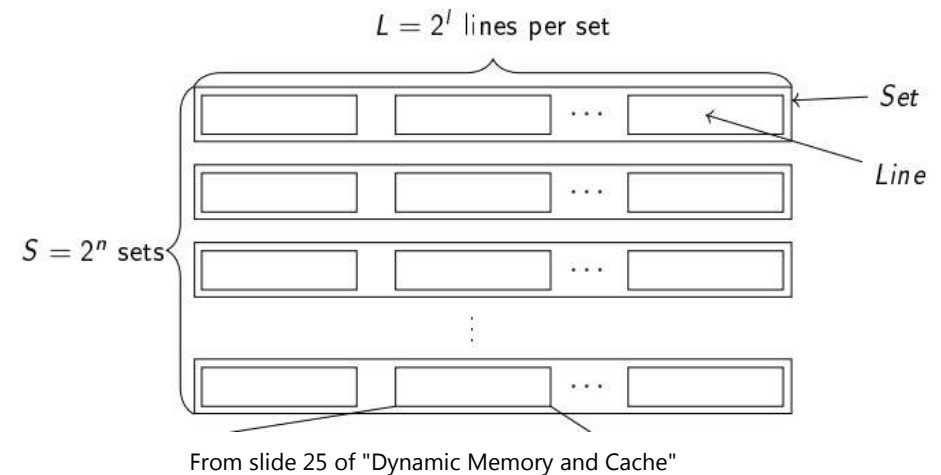 L = 2^l lines per set
Set
Line
S = 2^n sets
From slide 25 of "Dynamic Memory and Cache"